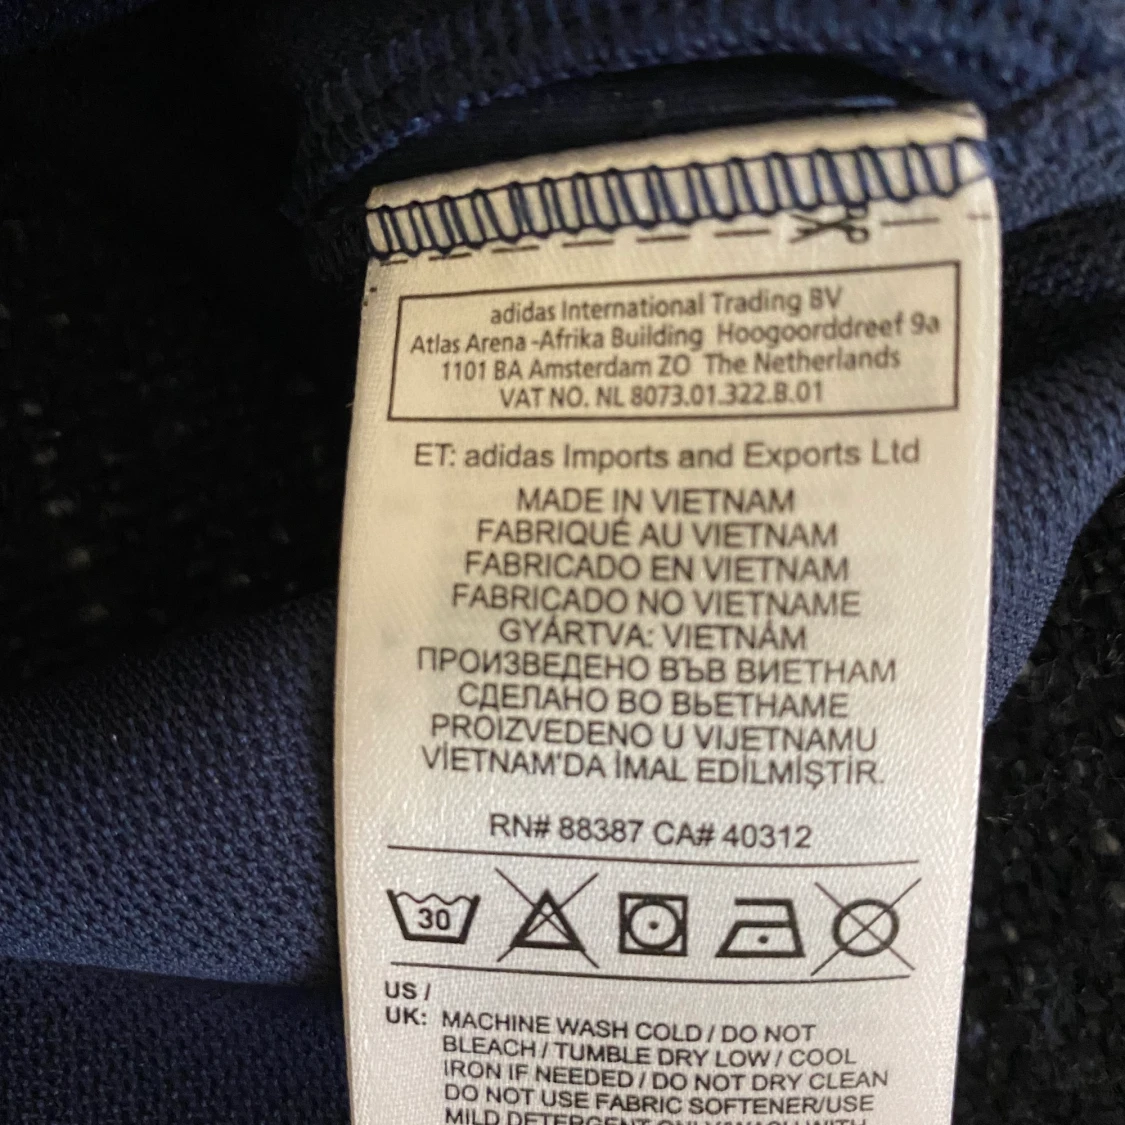 adidas International Trading BV
Atlas Arena -Afrika Building Hoogoorddreef 9a
1101 BA Amsterdam ZO The Netherlands
VAT NO. NL 8073.01.322.B.01
ET: adidas Imports and Exports Ltd
MADE IN VIETNAM
FABRIQUÉ AU VIETNAM
FABRICADO EN VIETNAM
FABRICADO NO VIETNAME
GYÁRTVA: VIETNÁM
ПРОИЗВЕДЕНО ВЪВ ВИЕТНАМ
СДЕЛАНО ВО ВЬЕТНАМЕ
PROIZVEDENO U VIJETNAMU
VİETNAM'DA İMAL EDİLMİŞTİR.
RN# 88387 CA# 40312
30
US /
UK: MACHINE WASH COLD / DO NOT
BLEACH / TUMBLE DRY LOW / COOL
IRON IF NEEDED / DO NOT DRY CLEAN
DO NOT USE FABRIC SOFTENER/USE
MILD DETERGENT ONLY/WASH WITH